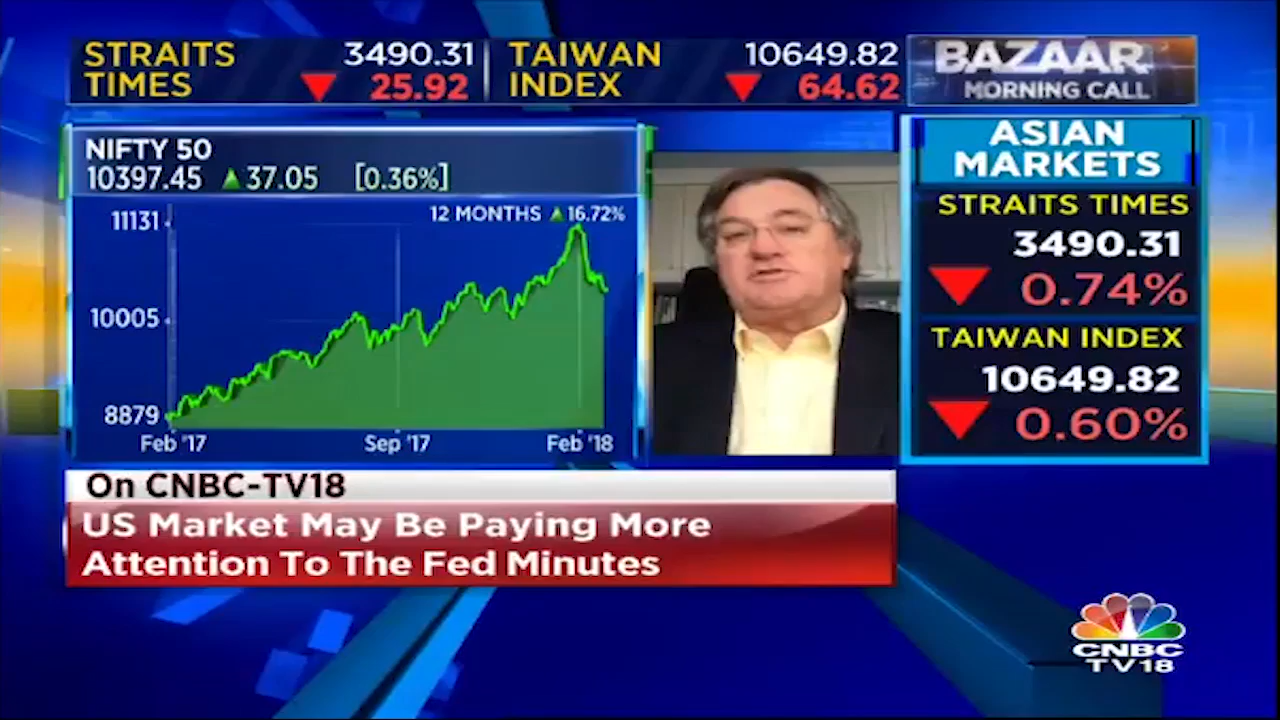 STRAITS TIMES
3490.31
25.92
TAIWAN INDEX
10649.82
64.62
BAZAAR
MORNING CALL
NIFTY 50
10397.45 37.05 [0.36%]
12 MONTHS 16.72%
11131
10005
8879
Feb '17
Sep '17
Feb '18
ASIAN
MARKETS
STRAITS TIMES
3490.31
0.74%
TAIWAN INDEX
10649.82
0.60%
On CNBC-TV18
US Market May Be Paying More
Attention To The Fed Minutes
CNBC
TV18